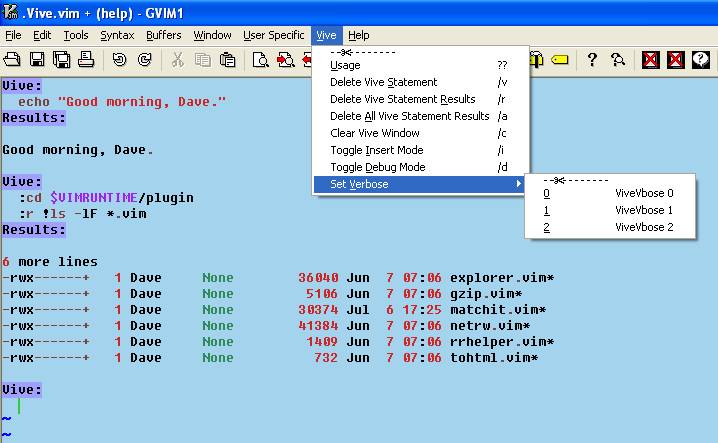 .Vive.vim + (help) - GVIM1
File Edit Tools Syntax Buffers Window User Specific Vive Help
Vive:
echo "Good morning, Dave."
Results:
Good morning, Dave.
Vive:
:cd $VIMRUNTIME/plugin
:r !ls -lF *.vim
Results:
6 more lines
-rwx------+ 1 Dave None 36040 Jun 7 07:06 explorer.vim*
-rwx------+ 1 Dave None 5106 Jun 7 07:06 gzip.vim*
-rwx------+ 1 Dave None 30374 Jul 6 17:25 matchit.vim*
-rwx------+ 1 Dave None 41384 Jun 7 07:06 netrw.vim*
-rwx------+ 1 Dave None 1409 Jun 7 07:06 rrhelper.vim*
-rwx------+ 1 Dave None 732 Jun 7 07:06 tohtml.vim*
Vive:
~
~
Usage ??
Delete Vive Statement /v
Delete Vive Statement Results /r
Delete All Vive Statement Results /a
Clear Vive Window /c
Toggle Insert Mode /i
Toggle Debug Mode /d
Set Verbose
0 ViveVbose 0
1 ViveVbose 1
2 ViveVbose 2